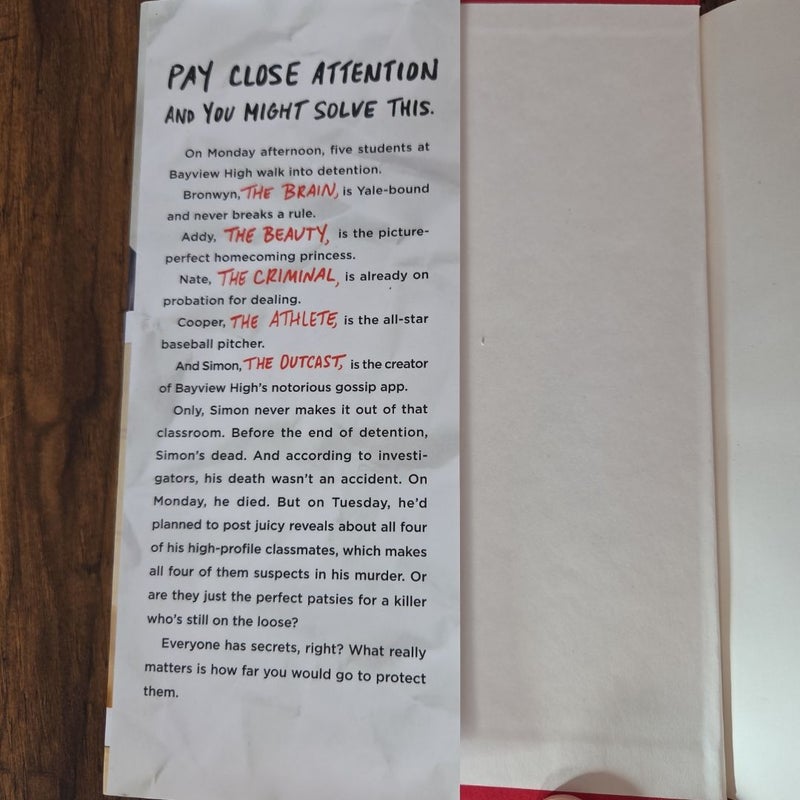 PAY CLOSE ATTENTION
AND YOU MIGHT SOLVE THIS.
On Monday afternoon, five students at
Bayview High walk into detention.
Bronwyn, THE BRAIN, is Yale-bound
and never breaks a rule.
Addy, THE BEAUTY, is the picture-
perfect homecoming princess.
Nate, THE CRIMINAL, is already on
probation for dealing.
Cooper, THE ATHLETE, is the all-star
baseball pitcher.
And Simon, THE OUTCAST, is the creator
of Bayview High's notorious gossip app.
Only, Simon never makes it out of that
classroom. Before the end of detention,
Simon's dead. And according to investi-
gators, his death wasn't an accident. On
Monday, he died. But on Tuesday, he'd
planned to post juicy reveals about all four
of his high-profile classmates, which makes
all four of them suspects in his murder. Or
are they just the perfect patsies for a killer
who's still on the loose?
Everyone has secrets, right? What really
matters is how far you would go to protect
them.